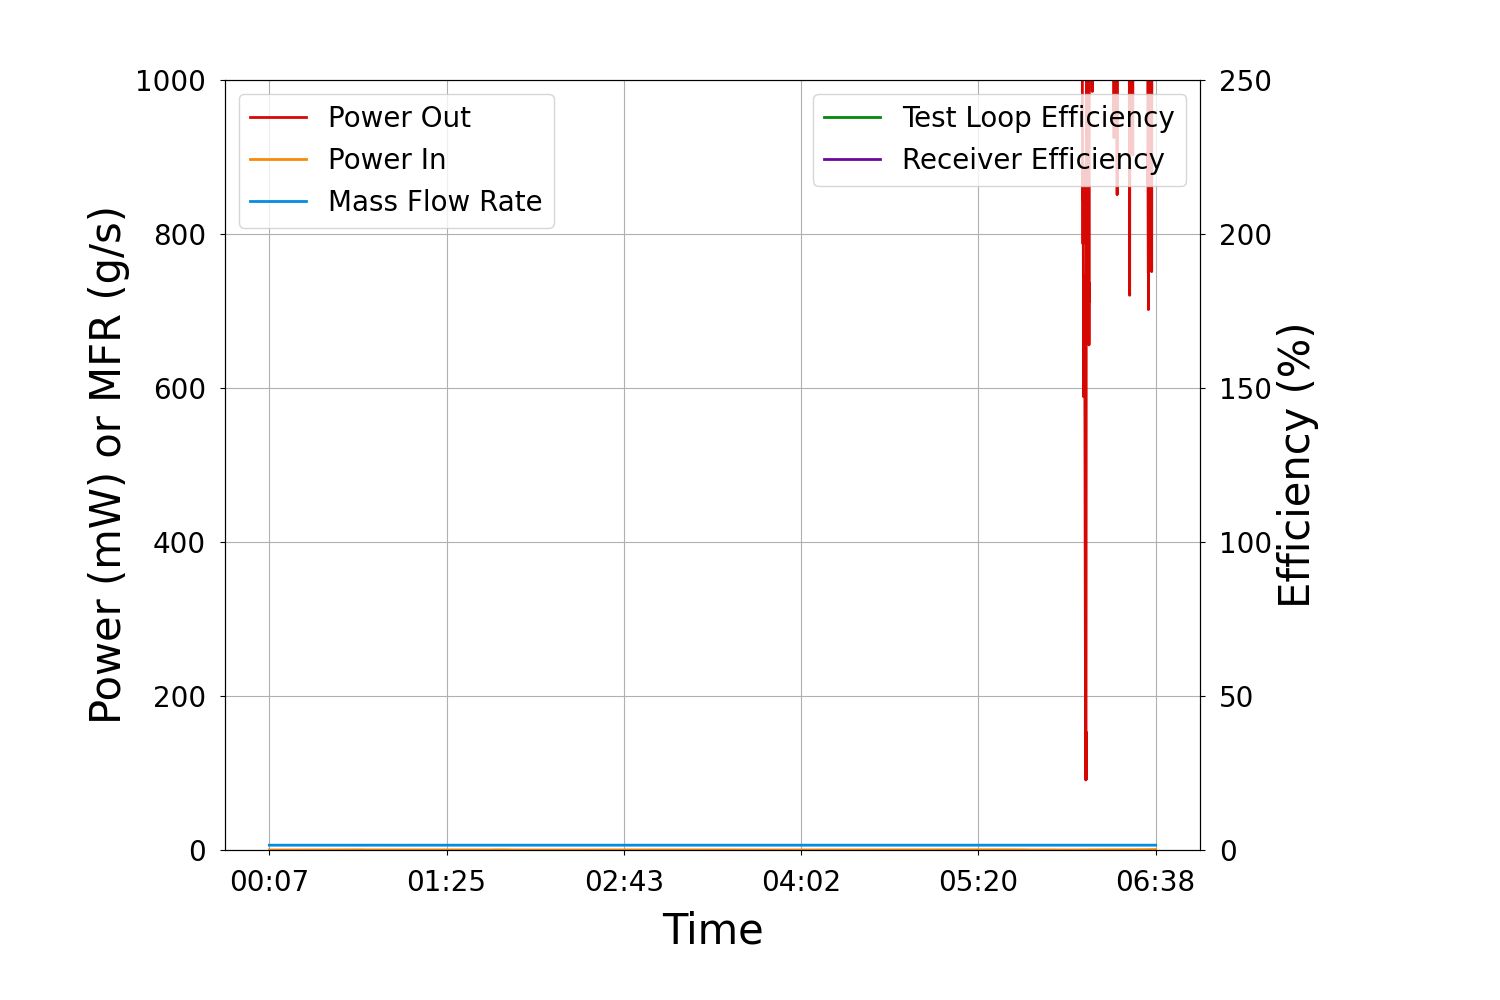 Power (mW) or MFR (g/s)
1000
800
600
400
200
0
Power Out
Power In
Mass Flow Rate
Test Loop Efficiency
Receiver Efficiency
250
200
150
100
50
0
Efficiency (%)
00:07 01:25 02:43 04:02 05:20 06:38
Time